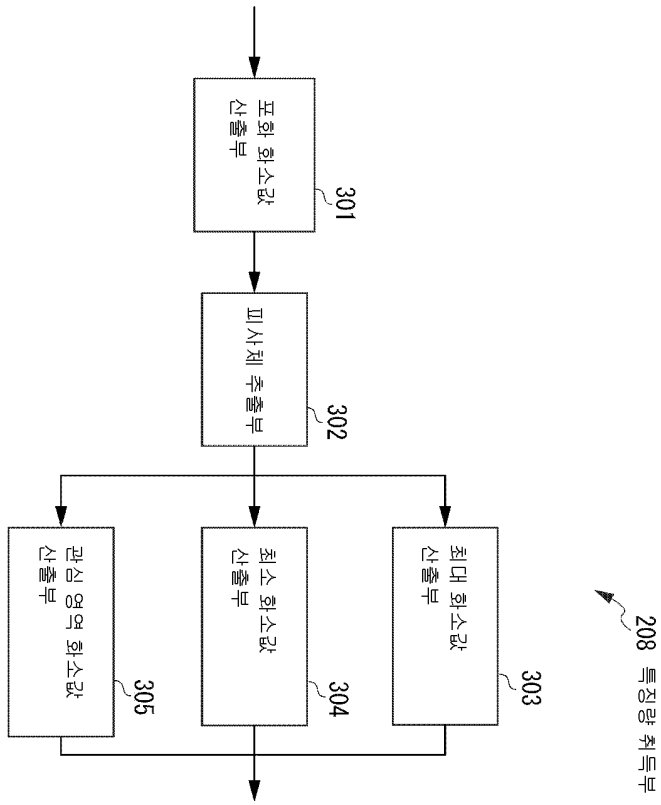 208 특징량 취득부
포화 화소값
산출부
301
피사체 추출부
302
최대 화소값
산출부
303
최소 화소값
산출부
304
관심 영역 화소값
산출부
305